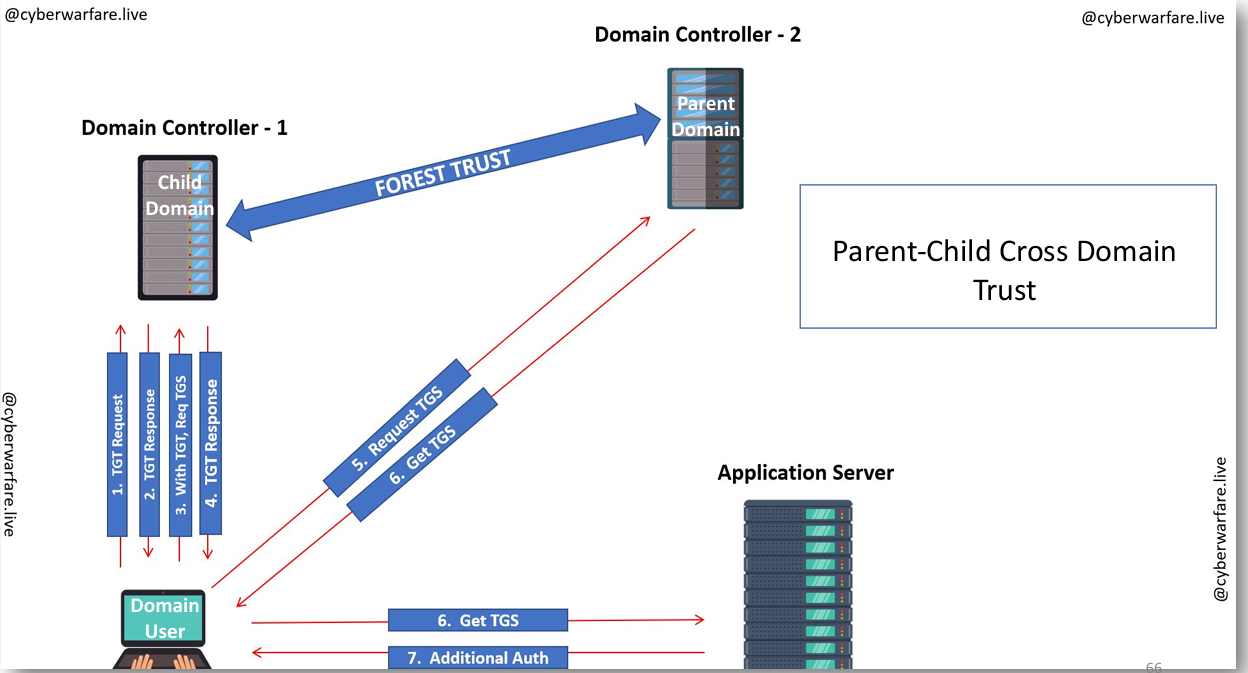 @cyberwarfare.live
@cyberwarfare.live
Domain Controller - 2
Parent
Domain
Domain Controller - 1
Child
Domain
FOREST TRUST
Parent-Child Cross Domain
Trust
1. TGT Request
2. TGT Response
3. With TGT, Req TGS
4. TGT Response
5. Request TGS
6. Get TGS
@cyberwarfare.live
Application Server
@cyberwarfare.live
Domain
User
6. Get TGS
7. Additional Auth
66